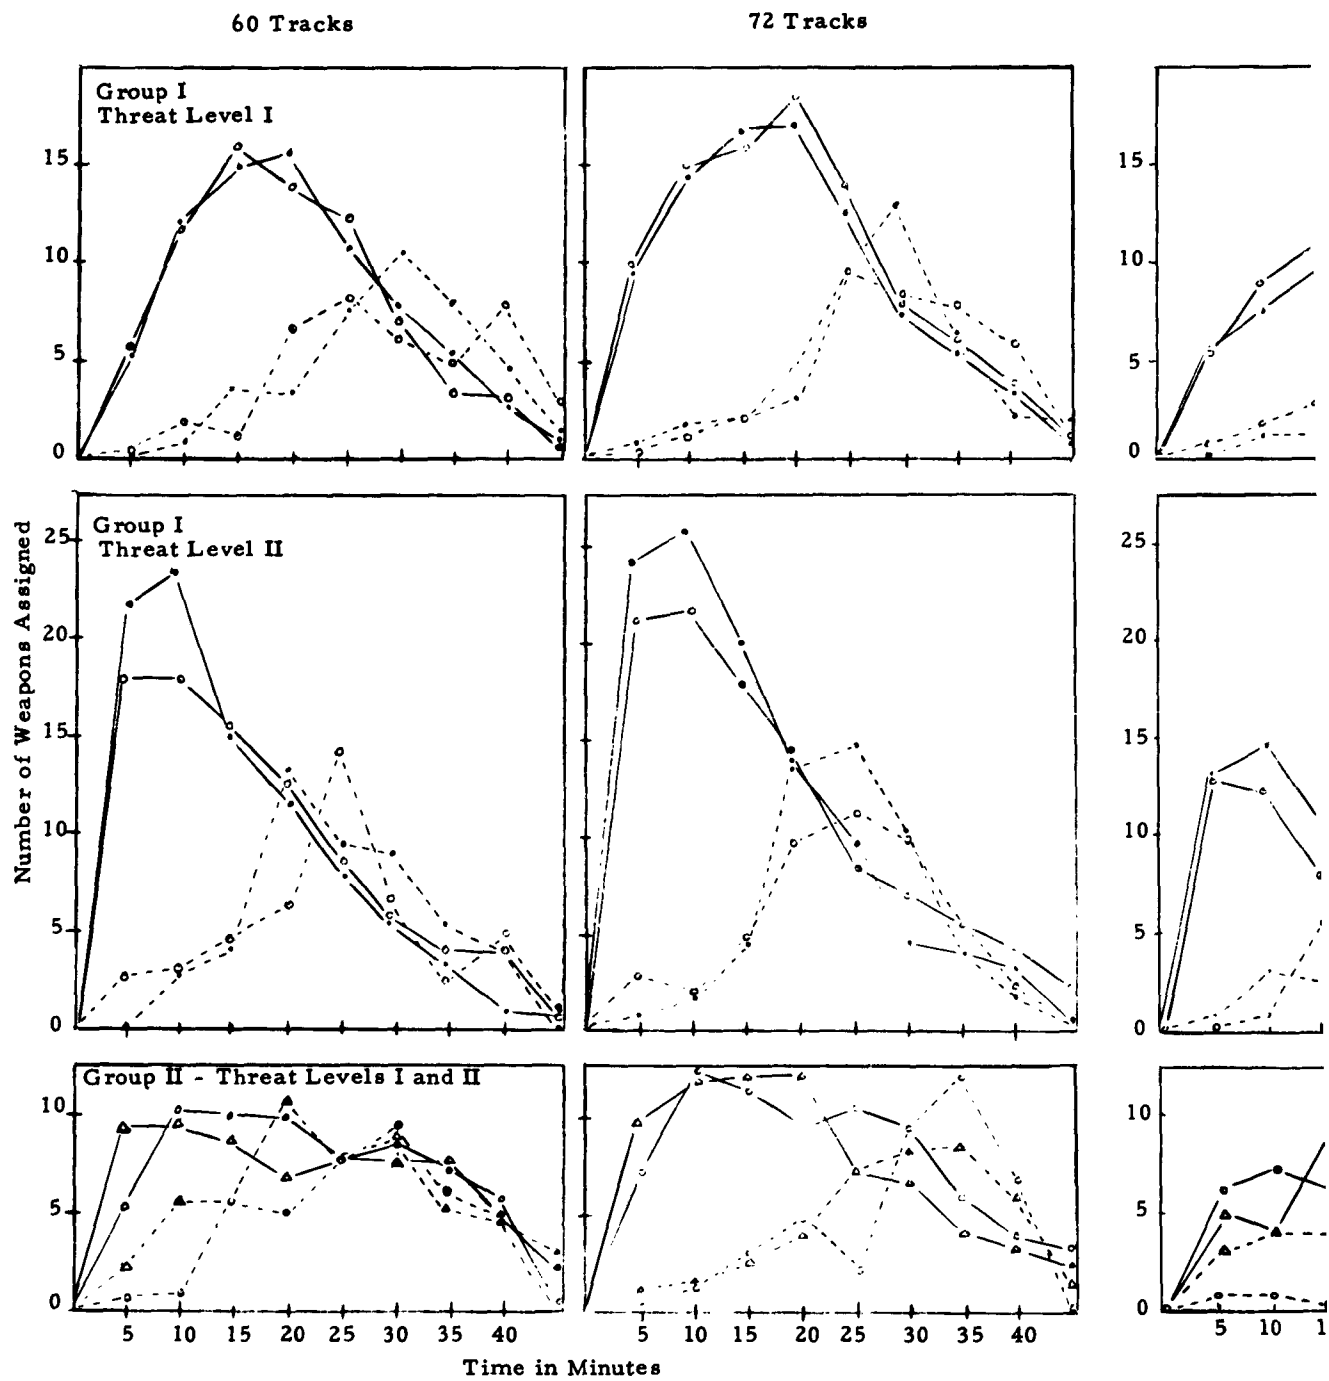 60 Tracks
72 Tracks
Group I
Threat Level I
15
10
5
0
15
10
5
0
Group I
Threat Level II
25
20
15
10
5
0
25
20
15
10
5
0
Number of Weapons Assigned
Group II - Threat Levels I and II
10
5
0
10
5
0
5 10 15 20 25 30 35 40
5 10 15 20 25 30 35 40
5 10 1
Time in Minutes